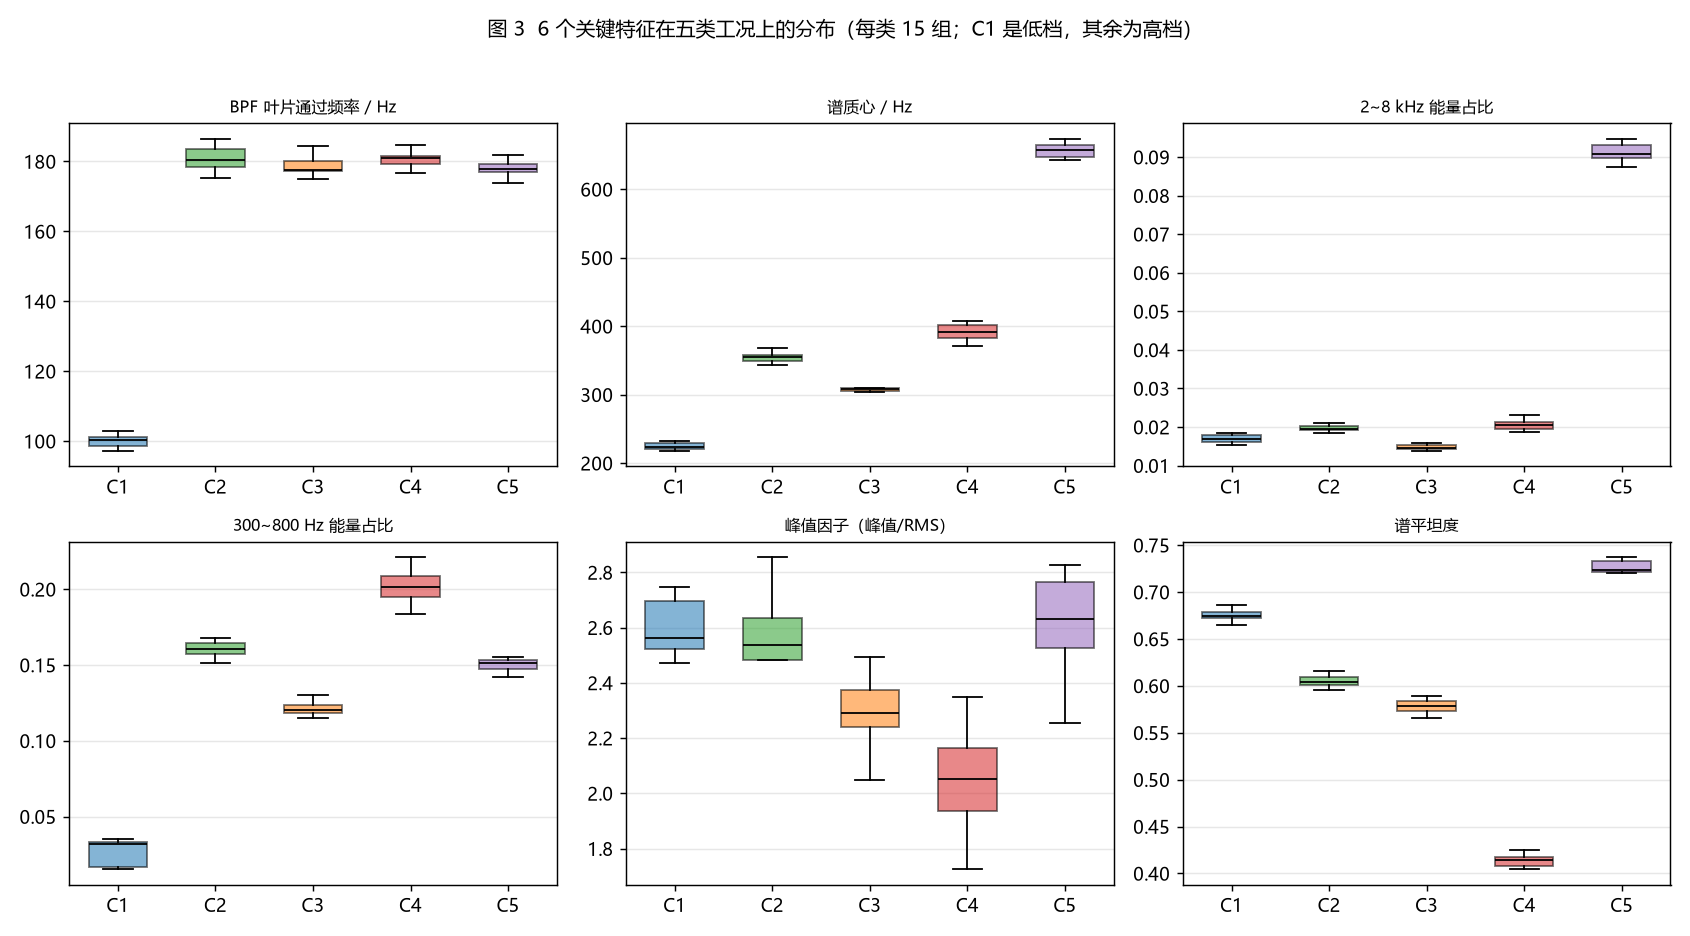 图 3  6 个关键特征在五类工况上的分布（每类 15 组；C1 是低档，其余为高档）
BPF 叶片通过频率 / Hz
180
160
140
120
100
C1 C2 C3 C4 C5
谱质心 / Hz
600
500
400
300
200
C1 C2 C3 C4 C5
2~8 kHz 能量占比
0.09
0.08
0.07
0.06
0.05
0.04
0.03
0.02
0.01
C1 C2 C3 C4 C5
300~800 Hz 能量占比
0.20
0.15
0.10
0.05
C1 C2 C3 C4 C5
峰值因子（峰值/RMS）
2.8
2.6
2.4
2.2
2.0
1.8
C1 C2 C3 C4 C5
谱平坦度
0.75
0.70
0.65
0.60
0.55
0.50
0.45
0.40
C1 C2 C3 C4 C5